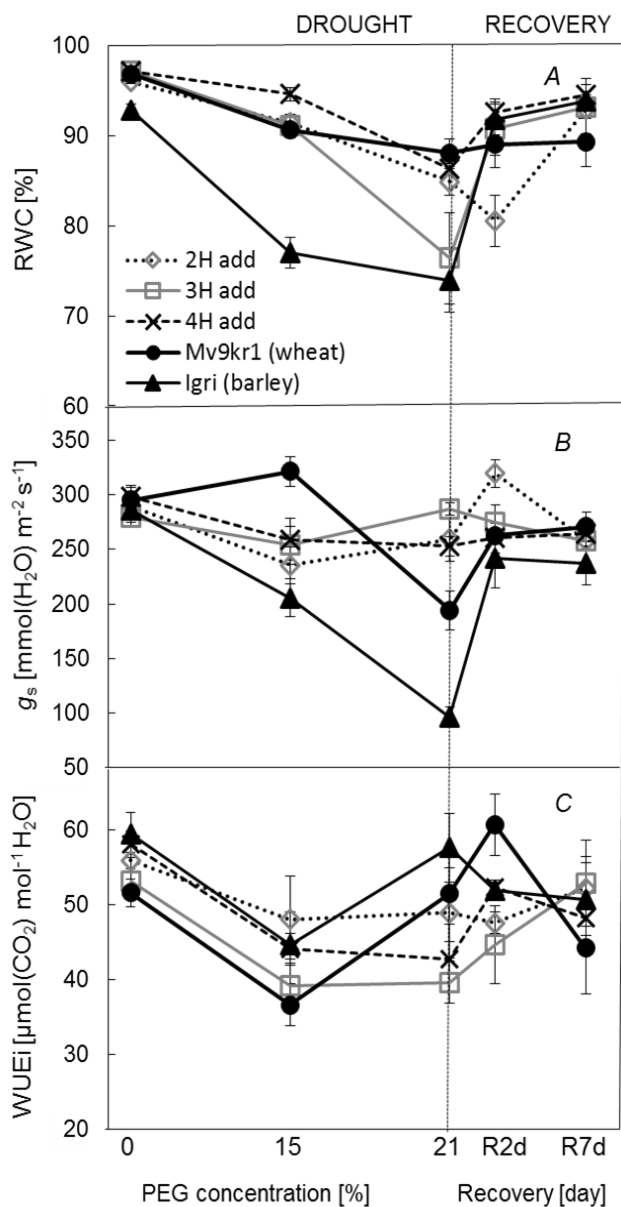 DROUGHT RECOVERY
A
100
90
80
70
60
RWC [%]
2H add
3H add
4H add
Mv9kr1 (wheat)
Igri (barley)
B
350
300
250
200
150
100
50
gₛ [mmol(H₂O) m⁻² s⁻¹]
C
60
50
40
30
20
WUEi [µmol(CO₂) mol⁻¹ H₂O]
0 15 21 R2d R7d
PEG concentration [%] Recovery [day]